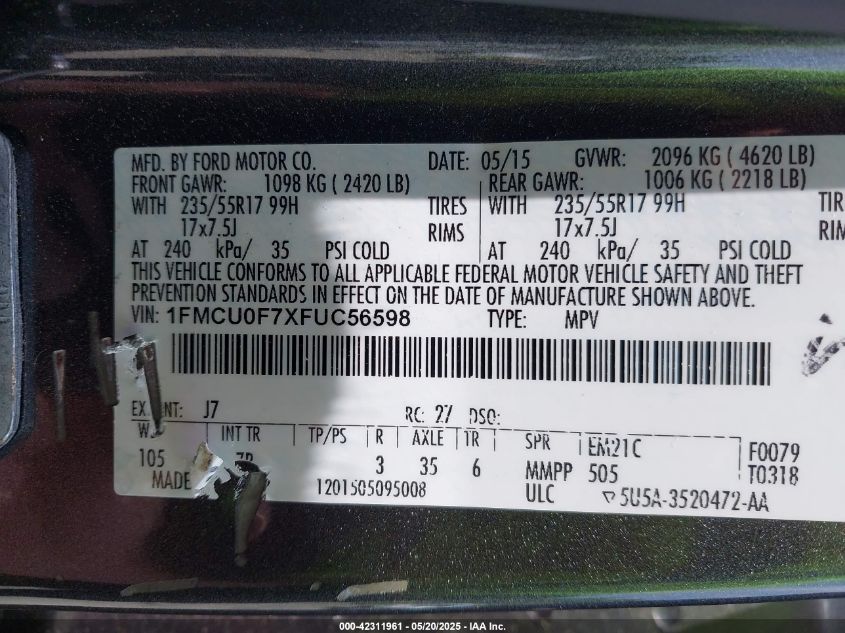 MFD. BY FORD MOTOR CO. DATE: 05/15 GVWR: 2096 KG ( 4620 LB)
FRONT GAWR: 1098 KG ( 2420 LB) REAR GAWR: 1006 KG ( 2218 LB)
WITH 235/55R17 99H TIRES WITH 235/55R17 99H
17x7.5J RIMS 17x7.5J
AT 240 kPa/ 35 PSI COLD AT 240 kPa/ 35 PSI COLD
THIS VEHICLE CONFORMS TO ALL APPLICABLE FEDERAL MOTOR VEHICLE SAFETY AND THEFT
PREVENTION STANDARDS IN EFFECT ON THE DATE OF MANUFACTURE SHOWN ABOVE.
VIN: 1FMCU0F7XFUC56598 TYPE: MPV
J7 RC: 27 DSO:
INT TR TP/PS R AXLE TR SPR EM21C F0079
105 3 35 6 MMPP 505 T0318
MADE 1201505095008 ULC 5U5A-3520472-AA
000-42311961 - 05/20/2025 - IAA Inc.